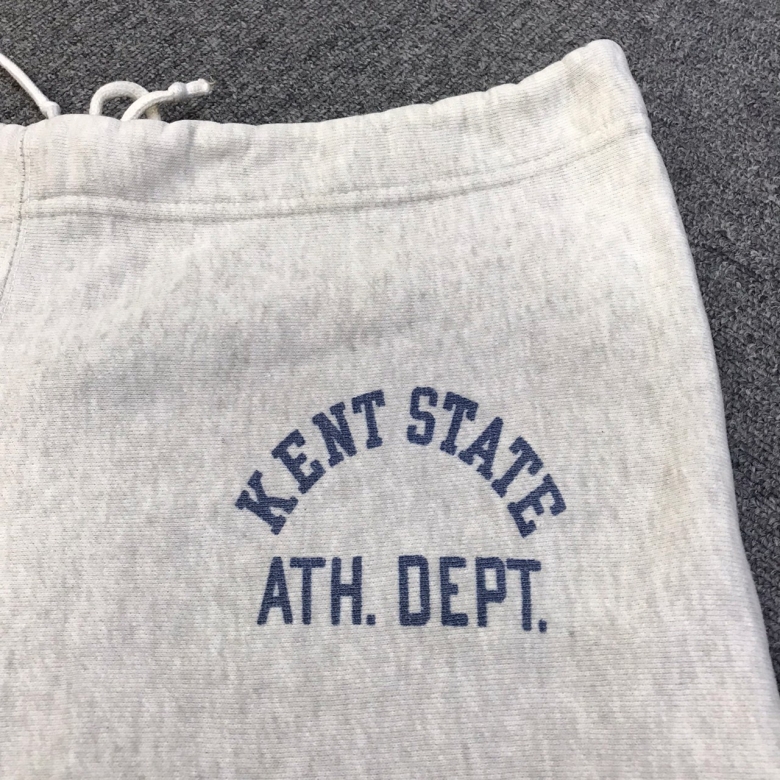 KENT STATE
ATH. DEPT.